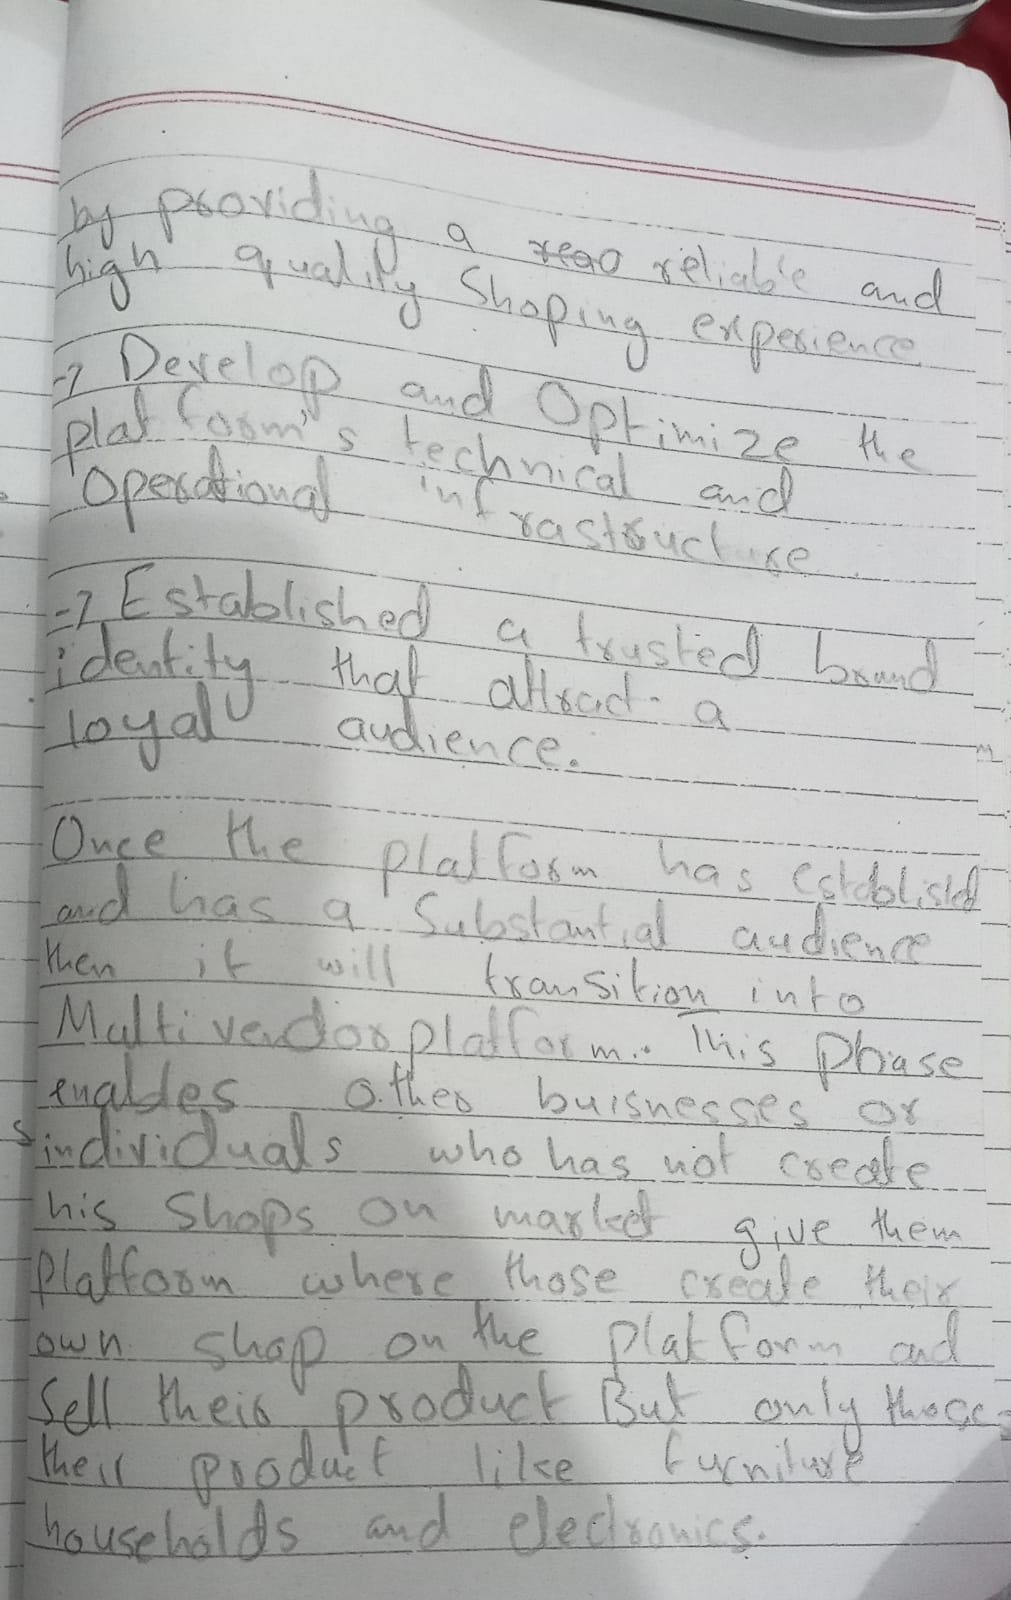 by providing a reliable and
high quality Shoping experience
-> Develop and Optimize the
platform's technical and
Operational infrastructure
-> Established a trusted brand
identity that attract a
loyal audience.
Once the platform has establisled
and has a Substantial audience
then it will transition into
Multivendor platform. This phase
enables other buisnesses or
individuals who has not create
his Shops on market give them
Platform where those create their
own shop on the platform and
Sell their product But only those
their product like furniture
households and electronics.